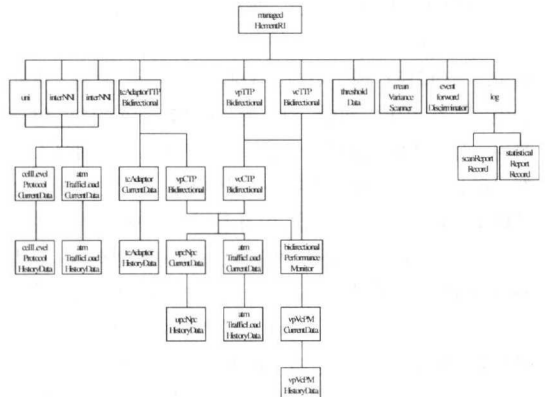 managed
ElementR1
uni
interNNI
interNNI
tcAdaptorTTP
Bidirectional
vpTTP
Bidirectional
vcTTP
Bidirectional
threshold
Data
mean
Variance
Scanner
event
forword
Discriminator
log
scanReport
Record
statistical
Report
Record
cellLevel
Protocol
CurrentData
atm
TrafficLoad
CurrentData
tcAdaptor
CurrentData
vpCTP
Bidirectional
vcCTP
Bidirectional
cellLevel
Protocol
HistoryData
atm
TrafficLoad
HistoryData
tcAdaptor
HistoryData
upcNpc
CurrentData
atm
TrafficLoad
CurrentData
bidirectional
Performance
Monitor
upcNpc
HistoryData
atm
TrafficLoad
HistoryData
vpVcPM
CurrentData
vpVcPM
HistoryData